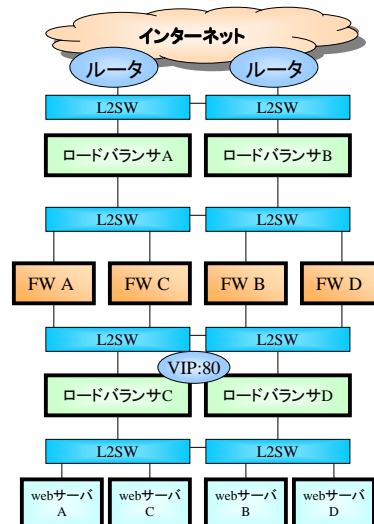 インターネット
ルータ ルータ
L2SW L2SW
ロードバランサA ロードバランサB
L2SW L2SW
FW A FW C FW B FW D
L2SW L2SW
VIP:80
ロードバランサC ロードバランサD
L2SW L2SW
webサーバ webサーバ webサーバ webサーバ
A C B D